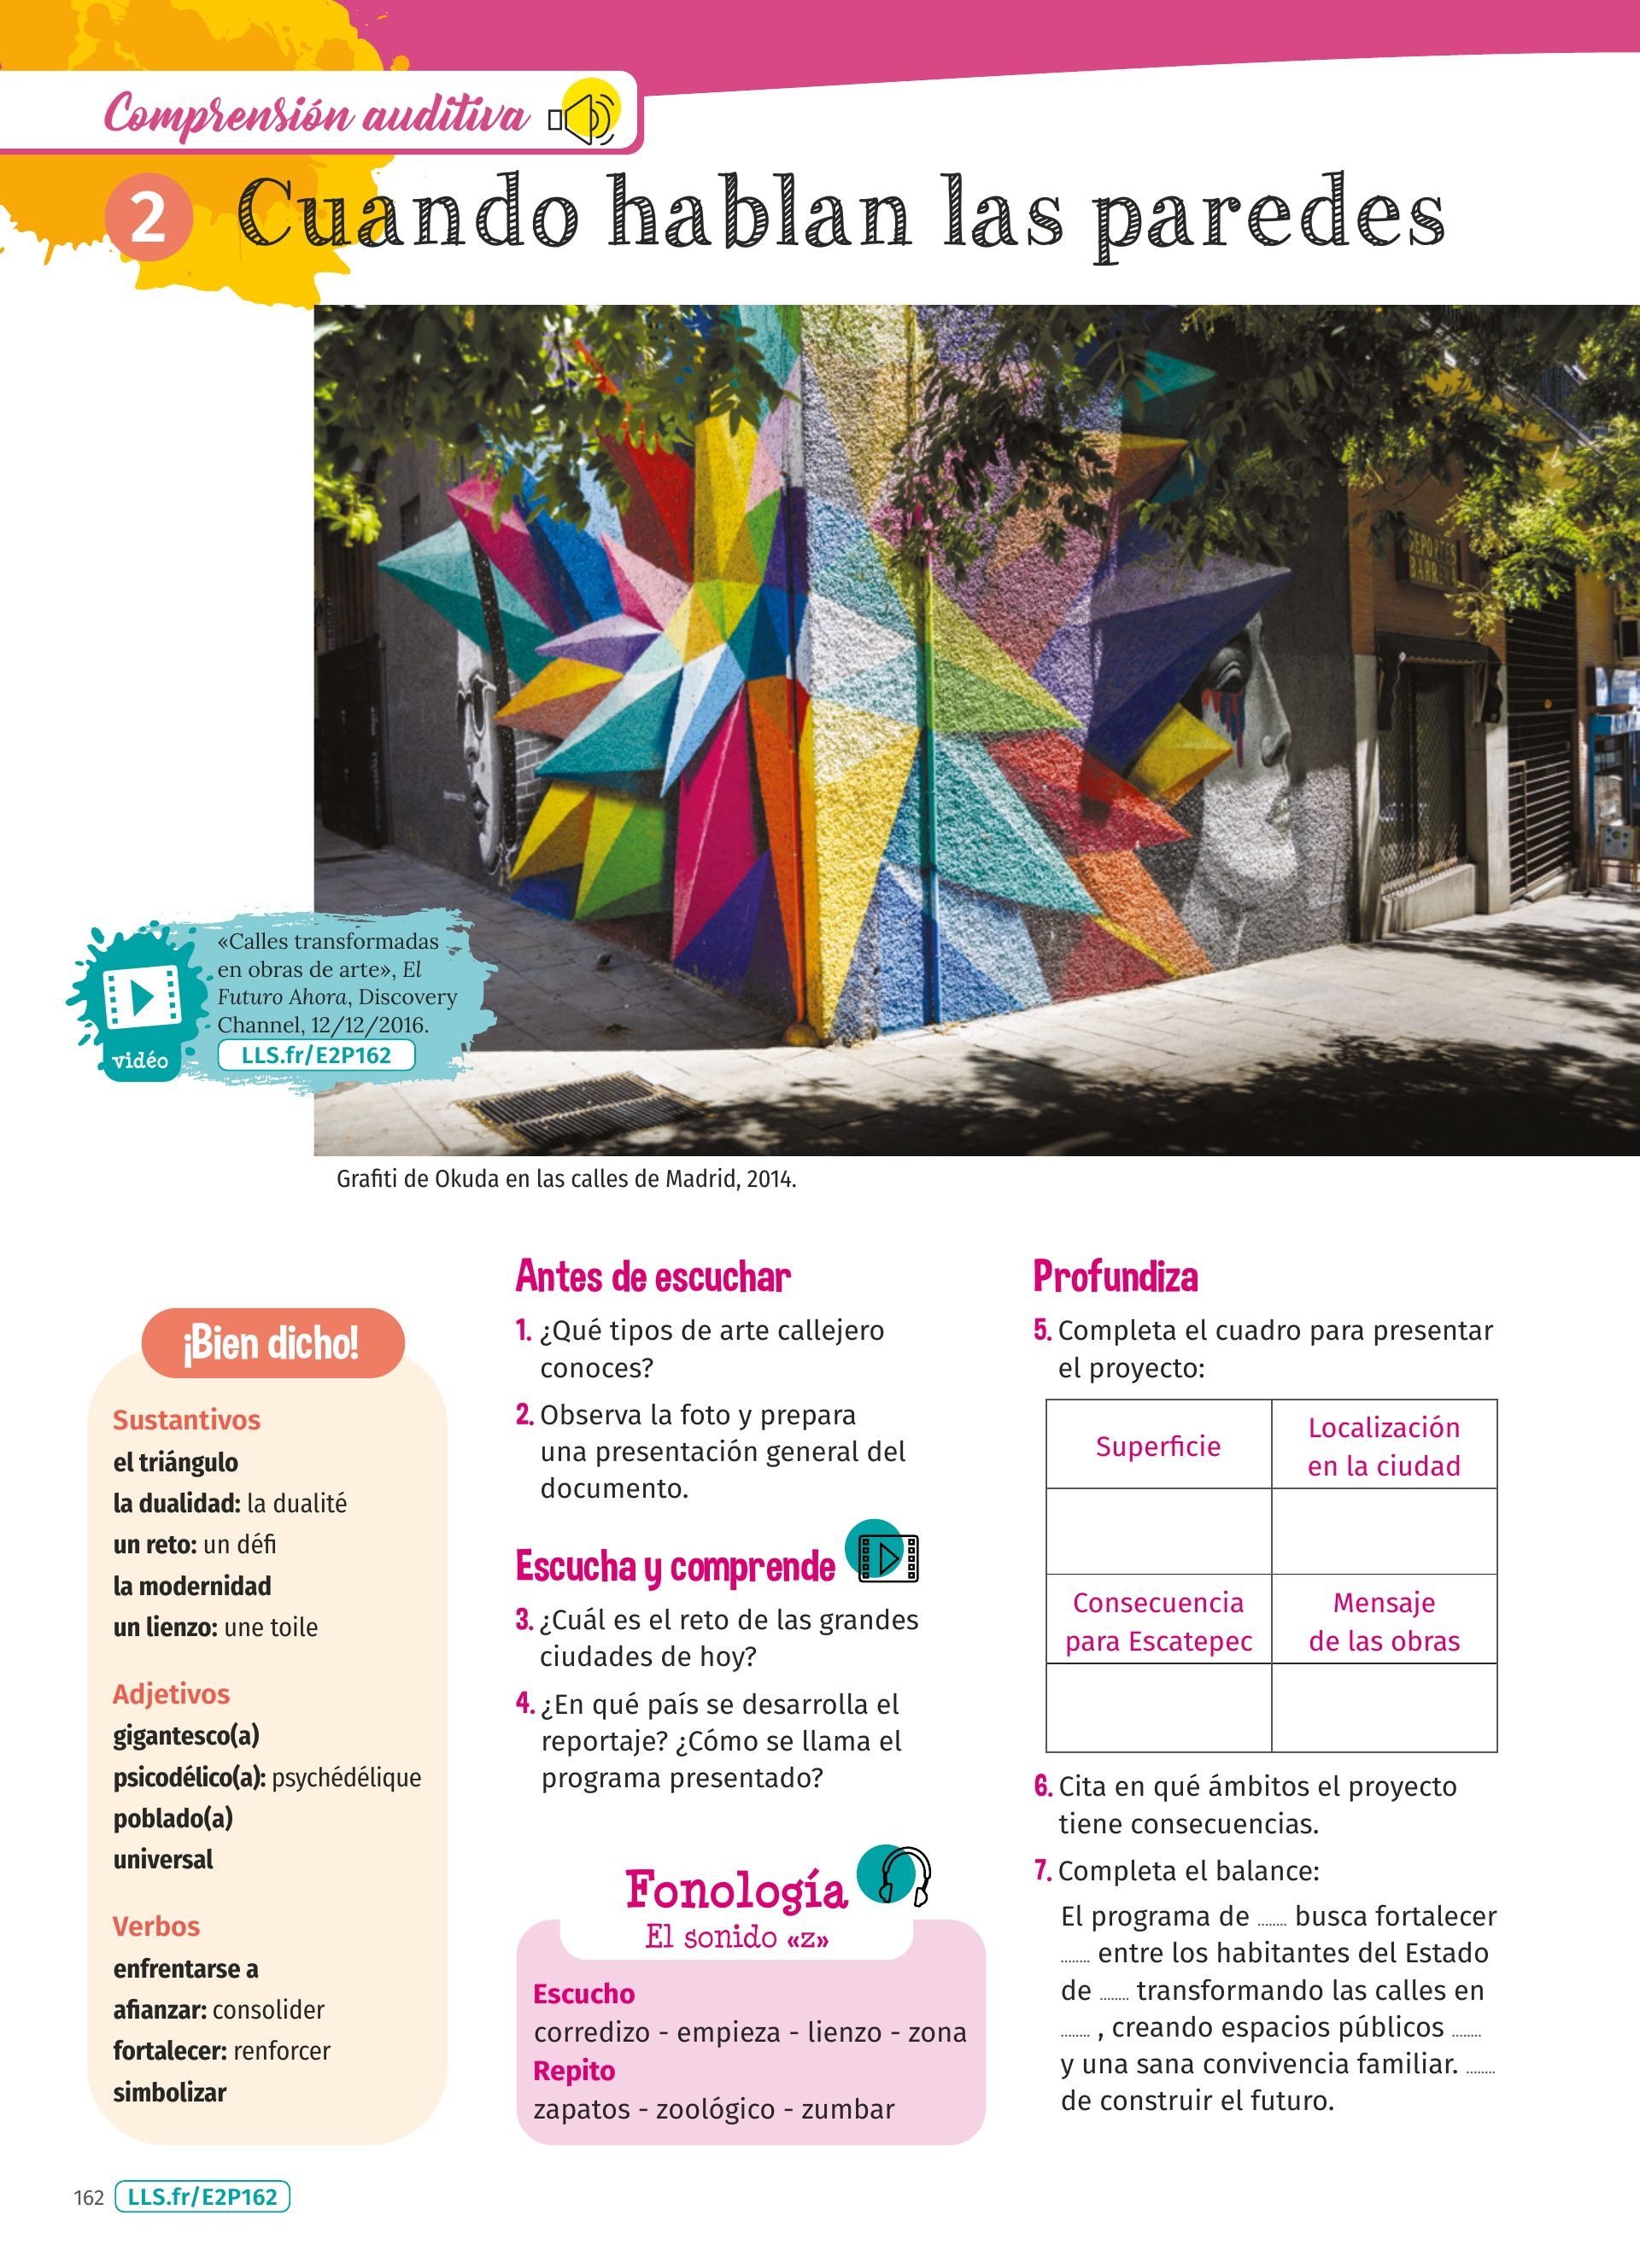 Comprensión auditiva
2 Cuando hablan las paredes
DEPORTES
«Calles transformadas
en obras de arte», El
Futuro Ahora, Discovery
Channel, 12/12/2016.
LLS.fr/E2P162
vidéo
Grafiti de Okuda en las calles de Madrid, 2014.
¡Bien dicho!
Sustantivos
el triángulo
la dualidad: la dualité
un reto: un défi
la modernidad
un lienzo: une toile
Adjetivos
gigantesco(a)
psicodélico(a): psychédélique
poblado(a)
universal
Verbos
enfrentarse a
afianzar: consolider
fortalecer: renforcer
simbolizar
Antes de escuchar
1. ¿Qué tipos de arte callejero
conoces?
2. Observa la foto y prepara
una presentación general del
documento.
Escucha y comprende
3. ¿Cuál es el reto de las grandes
ciudades de hoy?
4. ¿En qué país se desarrolla el
reportaje? ¿Cómo se llama el
programa presentado?
Fonología
El sonido «z»
Escucho
corredizo - empieza - lienzo - zona
Repito
zapatos - zoológico - zumbar
Profundiza
5. Completa el cuadro para presentar
el proyecto:
Superficie
Localización
en la ciudad
Consecuencia
para Escatepec
Mensaje
de las obras
6. Cita en qué ámbitos el proyecto
tiene consecuencias.
7. Completa el balance:
El programa de ........ busca fortalecer
........ entre los habitantes del Estado
de ........ transformando las calles en
........ , creando espacios públicos ........
y una sana convivencia familiar. ........
de construir el futuro.
162 LLS.fr/E2P162